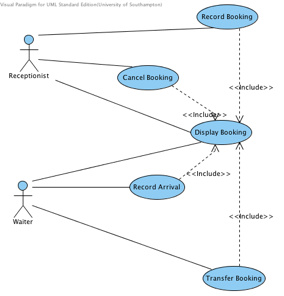 Visual Paradigm for UML Standard Edition(University of Southampton)
Record Booking
Receptionist
Cancel Booking
<<Include>>
<<Include>>
Display Booking
<<Include>>
Record Arrival
Waiter
<<Include>>
Transfer Booking